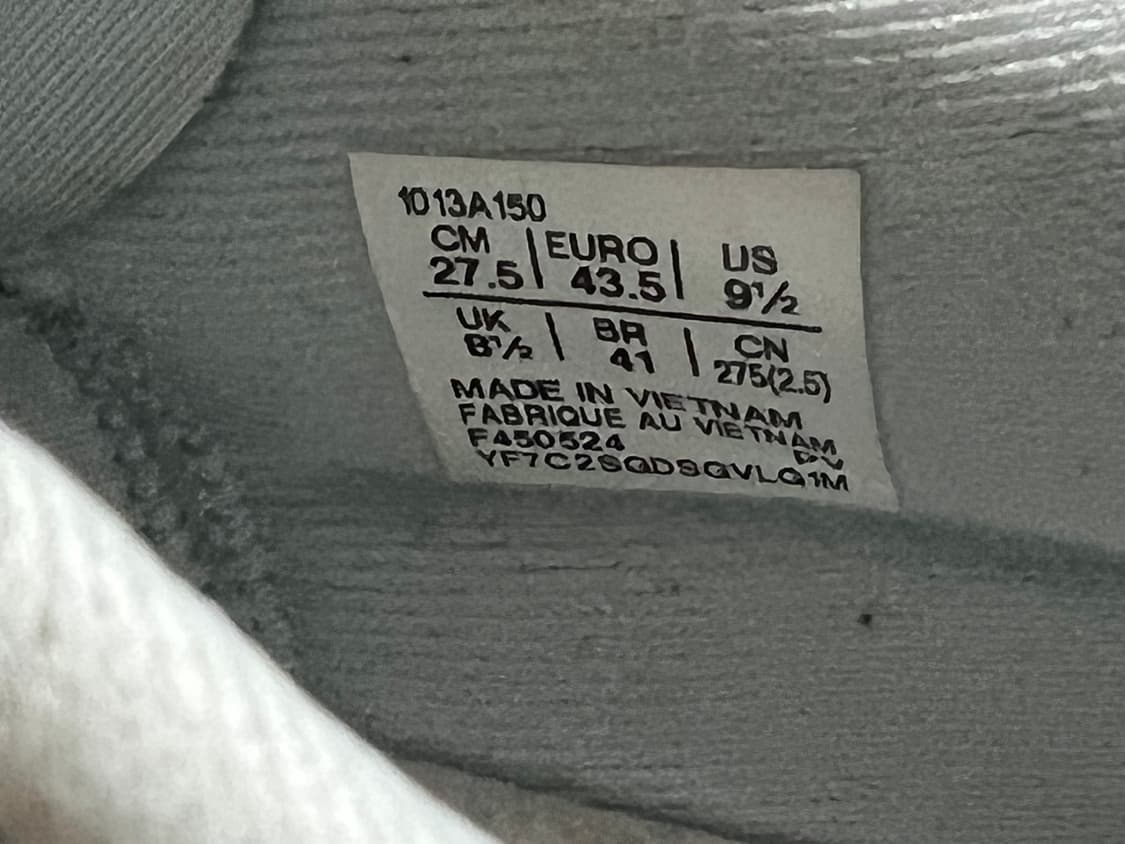 1013A150
CM | EURO | US
27.5 | 43.5 | 9½
UK | BR | CN
8½ | 41 | 275(2.5)
MADE IN VIETNAM
FABRIQUE AU VIETNAM
F450524 DV
YF7C2SQDSQVLQ1M